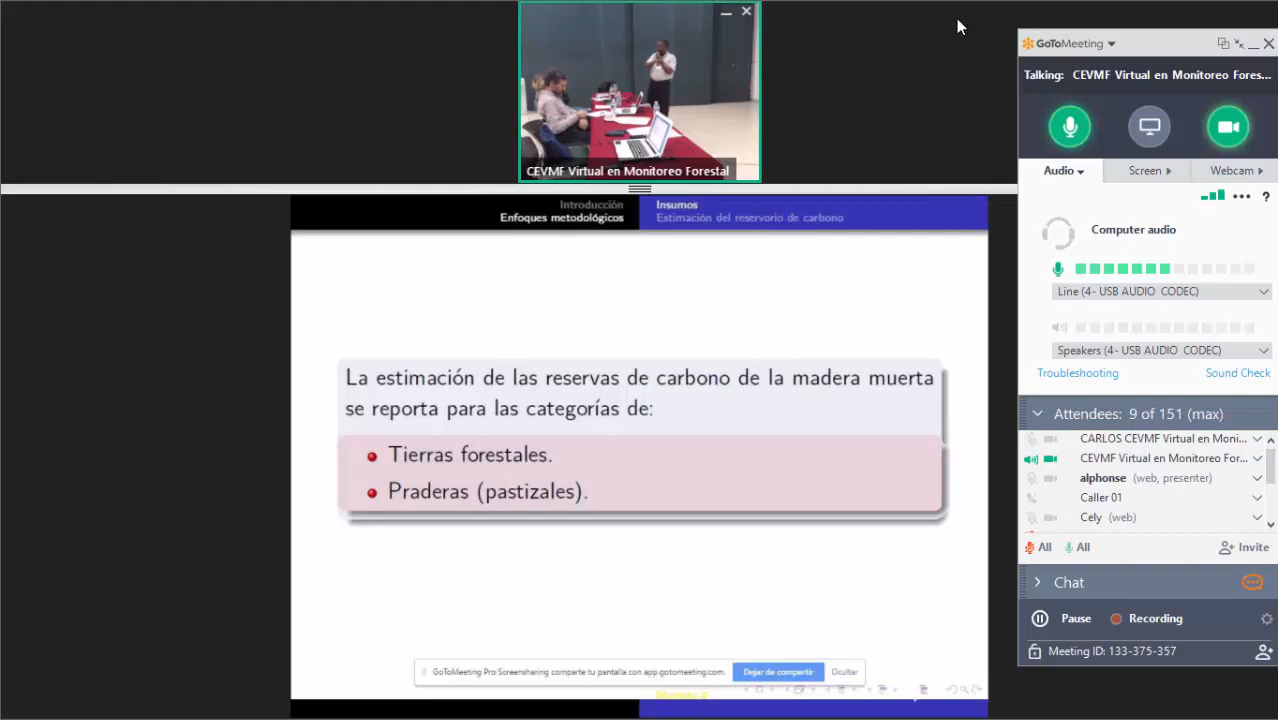 CEVMF Virtual en Monitoreo Forestal
Introducción
Enfoques metodológicos
Insumos
Estimación del reservorio de carbono
La estimación de las reservas de carbono de la madera muerta
se reporta para las categorías de:
Tierras forestales.
Praderas (pastizales).
GoToMeeting Pro Screensharing comparte tu pantalla con app.gotomeeting.com.
Dejar de compartir
Ocultar
GoToMeeting
Talking: CEVMF Virtual en Monitoreo Fores...
Audio
Screen
Webcam
?
Computer audio
Line (4- USB AUDIO CODEC)
Speakers (4- USB AUDIO CODEC)
Troubleshooting
Sound Check
Attendees: 9 of 151 (max)
CARLOS CEVMF Virtual en Moni...
CEVMF Virtual en Monitoreo For...
alphonse (web, presenter)
Caller 01
Cely (web)
All
All
Invite
Chat
Pause
Recording
Meeting ID: 133-375-357